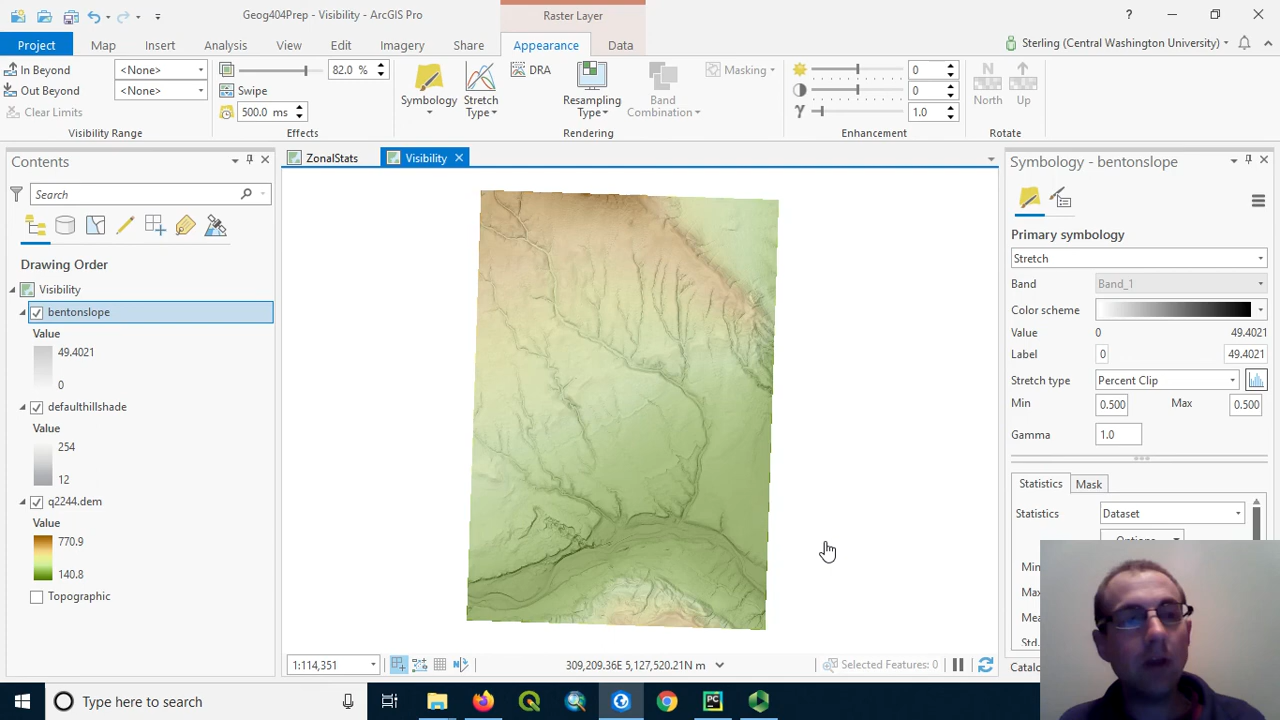 Geog404Prep - Visibility - ArcGIS Pro
Raster Layer
?
Project
Map
Insert
Analysis
View
Edit
Imagery
Share
Appearance
Data
Sterling (Central Washington University)
In Beyond
<None>
Out Beyond
<None>
Clear Limits
Visibility Range
82.0 %
Swipe
500.0 ms
Effects
Symbology
Stretch
Type
DRA
Resampling
Type
Band
Combination
Masking
Rendering
0
0
1.0
Enhancement
N
North
Up
Rotate
Contents
Search
Drawing Order
Visibility
bentonslope
Value
49.4021
0
defaulthillshade
Value
254
12
q2244.dem
Value
770.9
140.8
Topographic
ZonalStats
Visibility
1:114,351
309,209.36E 5,127,520.21N m
Selected Features: 0
Symbology - bentonslope
Primary symbology
Stretch
Band
Band_1
Color scheme
Value
0
49.4021
Label
0
49.4021
Stretch type
Percent Clip
Min
0.500
Max
0.500
Gamma
1.0
Statistics
Mask
Statistics
Dataset
Type here to search
PC